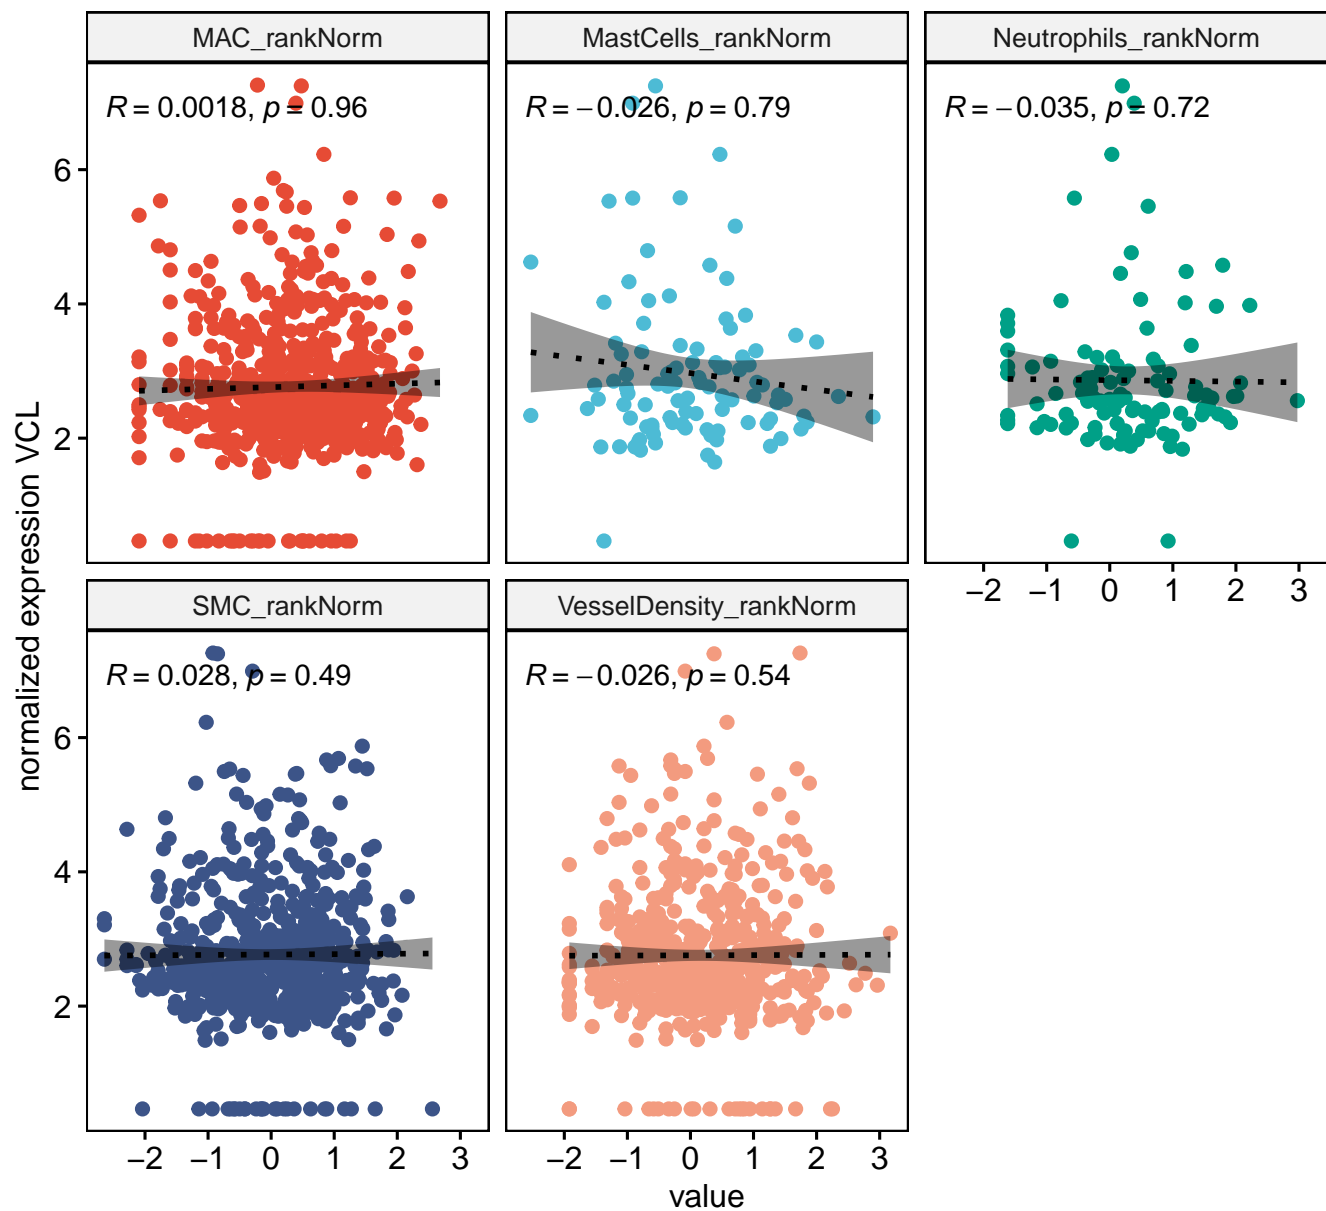 MAC_rankNorm
MastCells_rankNorm
Neutrophils_rankNorm
R = 0.0018, p = 0.96
R = −0.026, p = 0.79
R = −0.035, p = 0.72
6
4
2
−2 −1 0 1 2 3
SMC_rankNorm
VesselDensity_rankNorm
R = 0.028, p = 0.49
R = −0.026, p = 0.54
6
4
2
−2 −1 0 1 2 3
−2 −1 0 1 2 3
value
normalized expression VCL